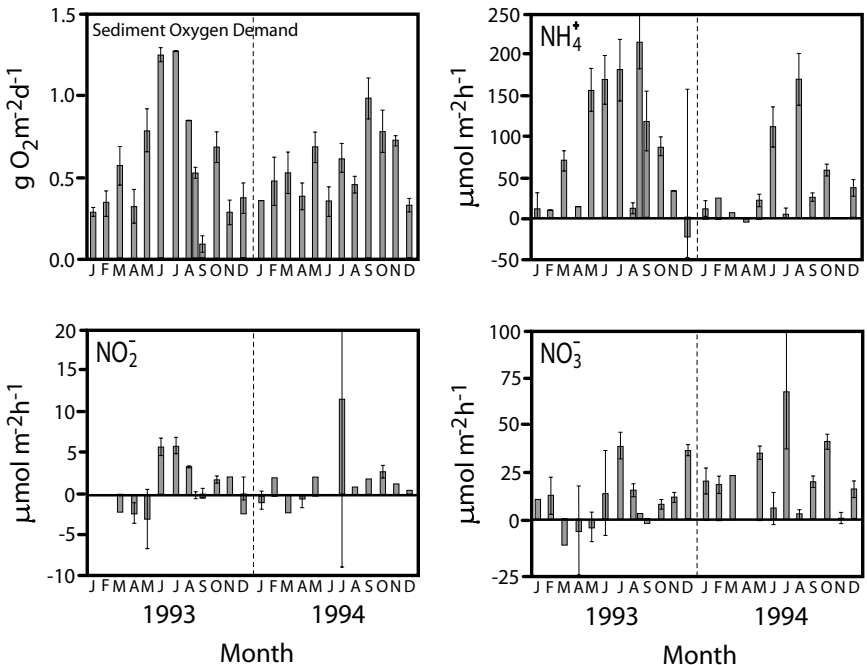 Sediment Oxygen Demand
g O₂m⁻²d⁻¹
1.5
1.0
0.5
0.0
J F M A M J J A S O N D J F M A M J J A S O N D
NH₄⁺
μmol m⁻²h⁻¹
250
200
150
100
50
0
-50
J F M A M J J A S O N D J F M A M J J A S O N D
NO₂⁻
μmol m⁻²h⁻¹
20
15
10
5
0
-5
-10
J F M A M J J A S O N D J F M A M J J A S O N D
1993 1994
Month
NO₃⁻
μmol m⁻²h⁻¹
100
75
50
25
0
-25
J F M A M J J A S O N D J F M A M J J A S O N D
1993 1994
Month